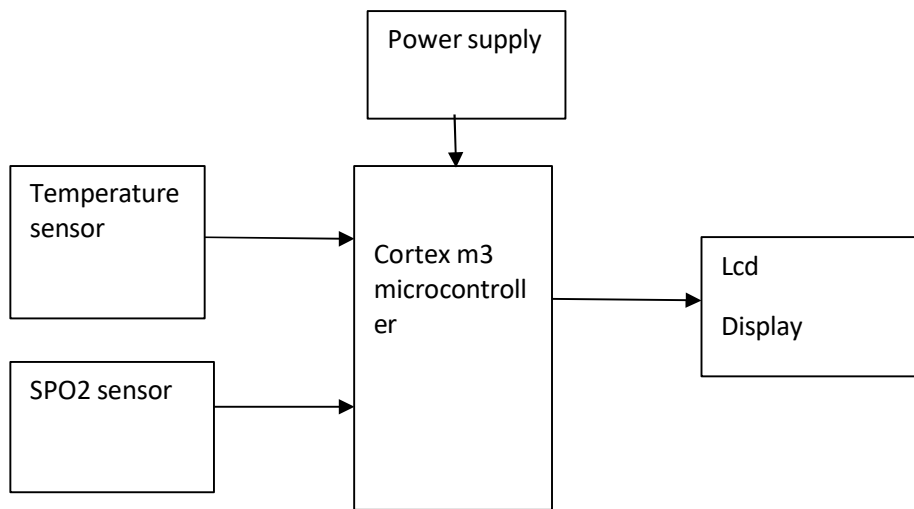 Power supply
Temperature
sensor
Cortex m3
microcontroll
er
Lcd
Display
SPO2 sensor